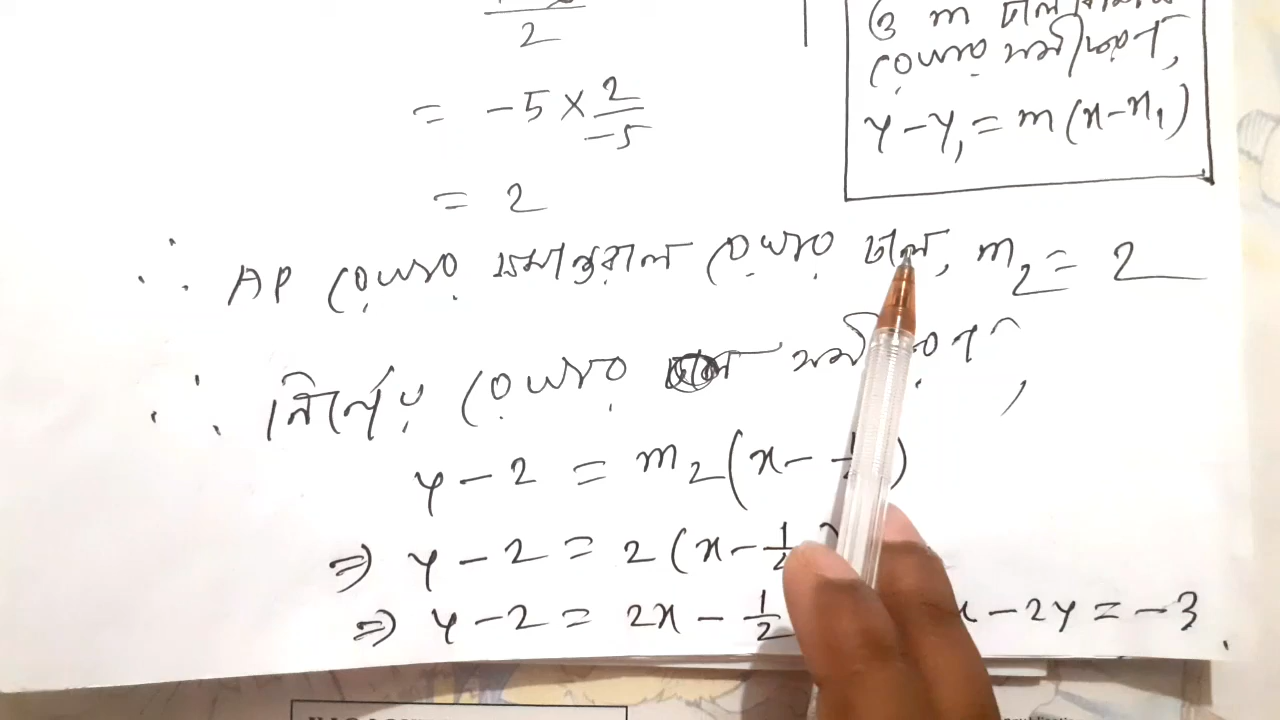 2
= -5 × 2/-5
= 2
ও m ঢাল
রেখার সমীকরণ,
y - y₁ = m(x - x₁)
∴ AP রেখার সমান্তরাল রেখার ঢাল, m₂ = 2
∴ নির্ণেয় রেখার সমীকরণ,
y - 2 = m₂(x -
⇒ y - 2 = 2(x -
⇒ y - 2 = 2x - 1/2
- 2y = -3